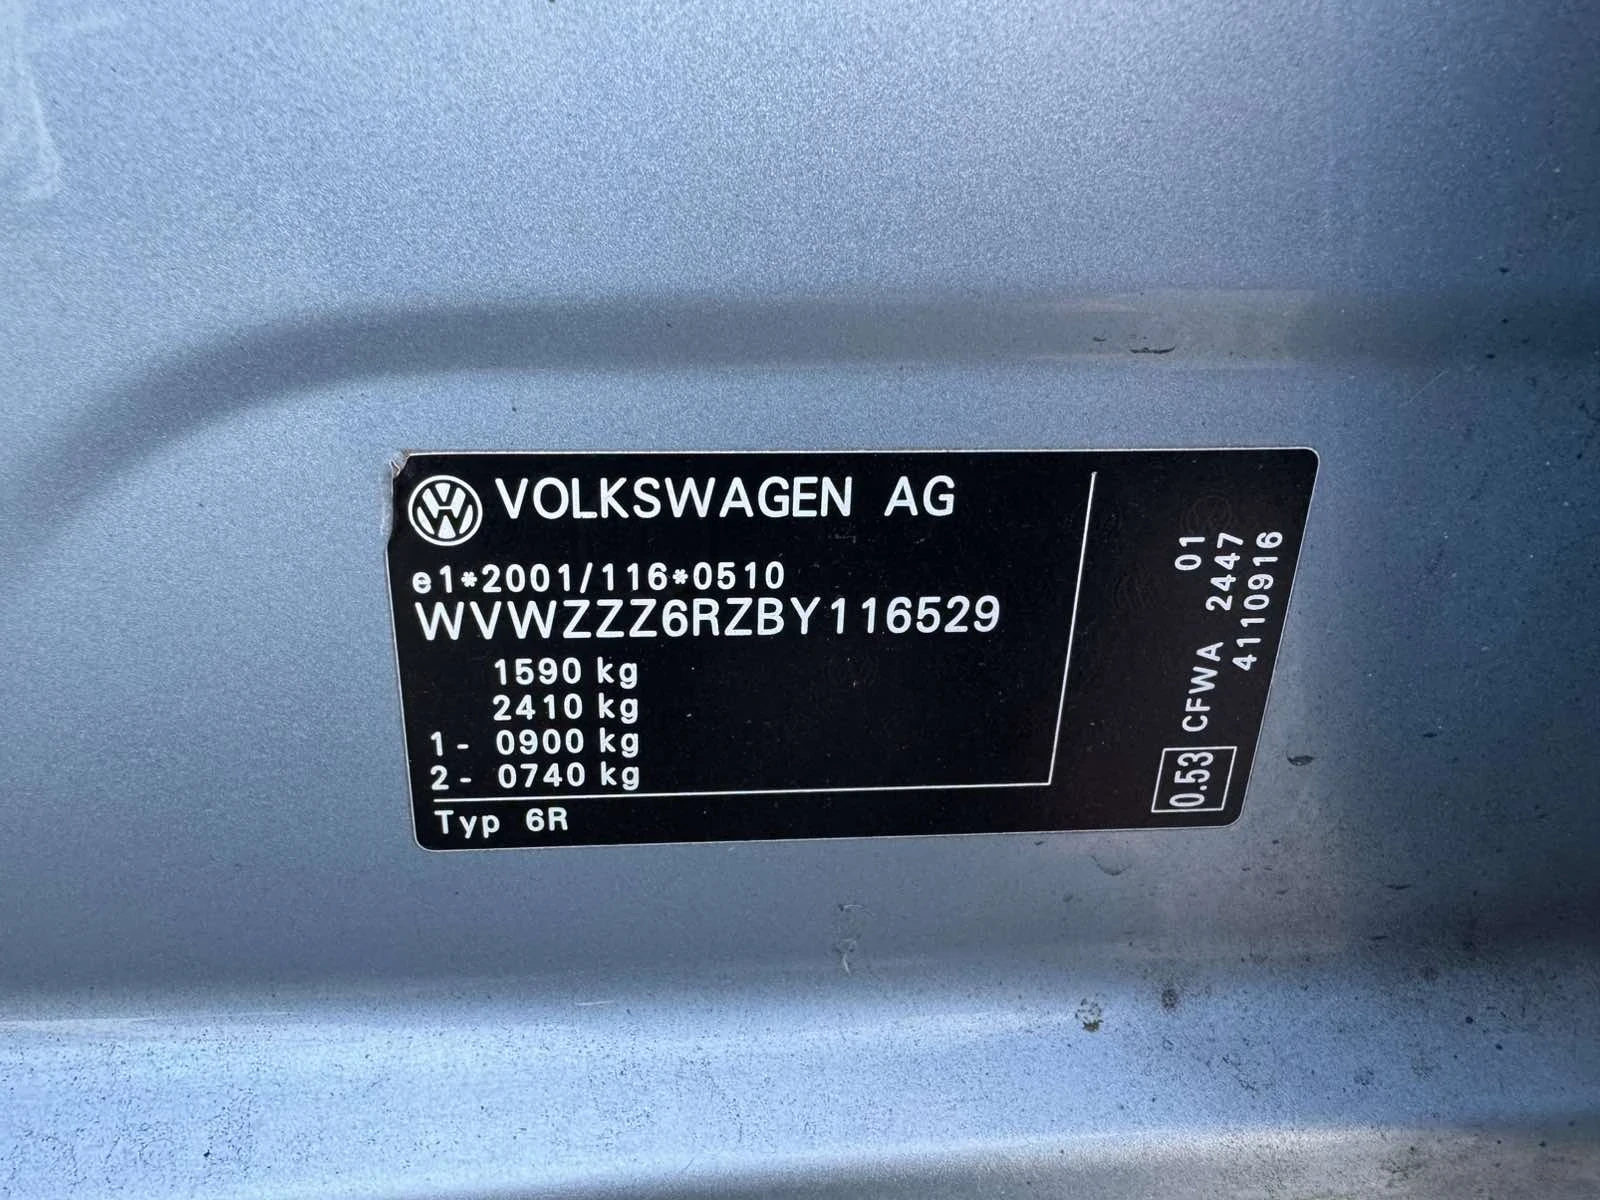 VOLKSWAGEN AG
e1*2001/116*0510
WVWZZZ6RZBY116529
1590 kg
2410 kg
1- 0900 kg
2- 0740 kg
Typ 6R
0.53 CFWA 01
2447
4110916